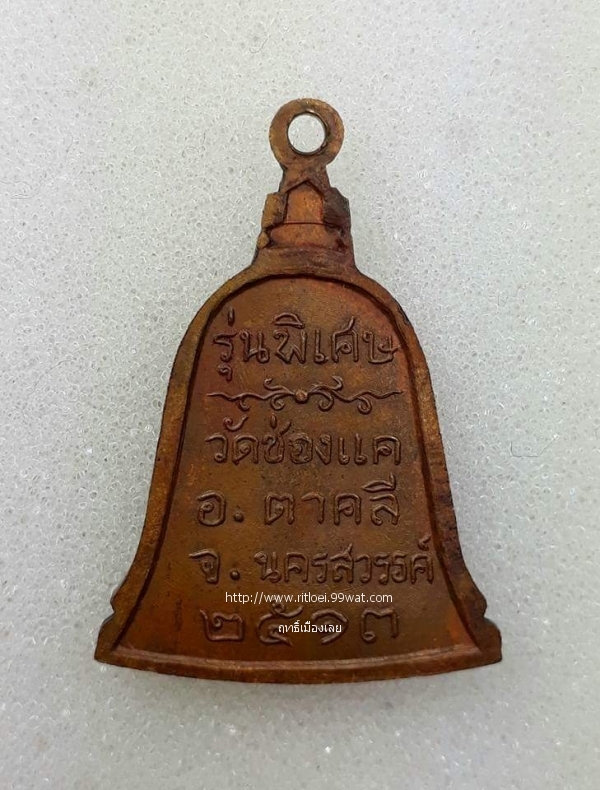 รุ่นพิเศษ
วัดช่องแค
อ. ตาคลี
จ. นครสวรรค์
http://www.ritloei.99wat.com
๒๕๑๓
ฤทธิ์เมืองเลย